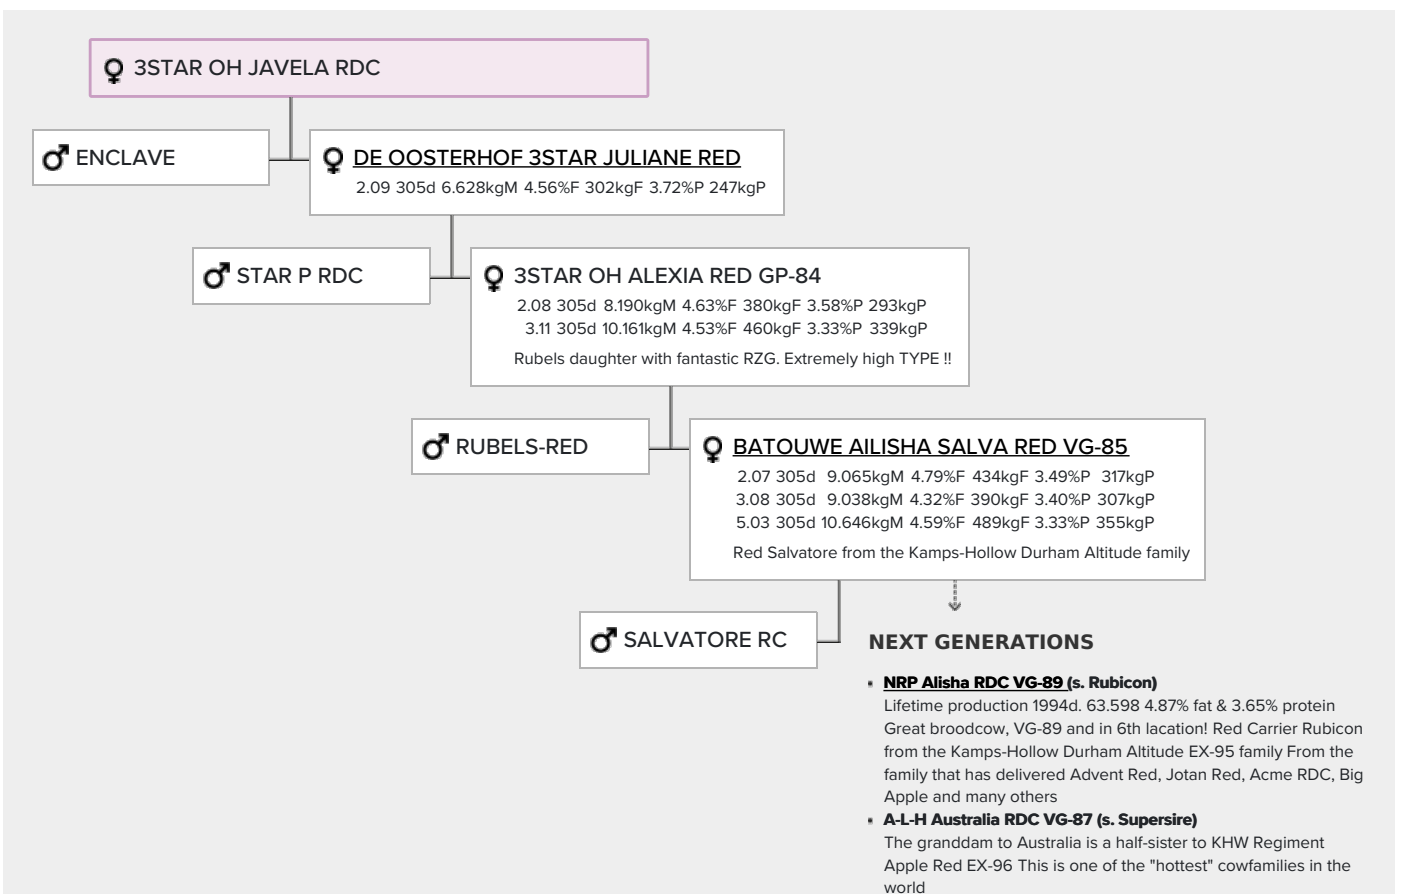 3STAR OH JAVELA RDC
ENCLAVE
DE OOSTERHOF 3STAR JULIANE RED
2.09 305d 6.628kgM 4.56%F 302kgF 3.72%P 247kgP
STAR P RDC
3STAR OH ALEXIA RED GP-84
2.08 305d 8.190kgM 4.63%F 380kgF 3.58%P 293kgP
3.11 305d 10.161kgM 4.53%F 460kgF 3.33%P 339kgP
Rubels daughter with fantastic RZG. Extremely high TYPE !!
RUBELS-RED
BATOUWE AILISHA SALVA RED VG-85
2.07 305d 9.065kgM 4.79%F 434kgF 3.49%P 317kgP
3.08 305d 9.038kgM 4.32%F 390kgF 3.40%P 307kgP
5.03 305d 10.646kgM 4.59%F 489kgF 3.33%P 355kgP
Red Salvatore from the Kamps-Hollow Durham Altitude family
SALVATORE RC
NEXT GENERATIONS
NRP Alisha RDC VG-89 (s. Rubicon)
Lifetime production 1994d. 63.598 4.87% fat & 3.65% protein
Great broodcow, VG-89 and in 6th lacation! Red Carrier Rubicon
from the Kamps-Hollow Durham Altitude EX-95 family From the
family that has delivered Advent Red, Jotan Red, Acme RDC, Big
Apple and many others
A-L-H Australia RDC VG-87 (s. Supersire)
The granddam to Australia is a half-sister to KHW Regiment
Apple Red EX-96 This is one of the "hottest" cowfamilies in the
world